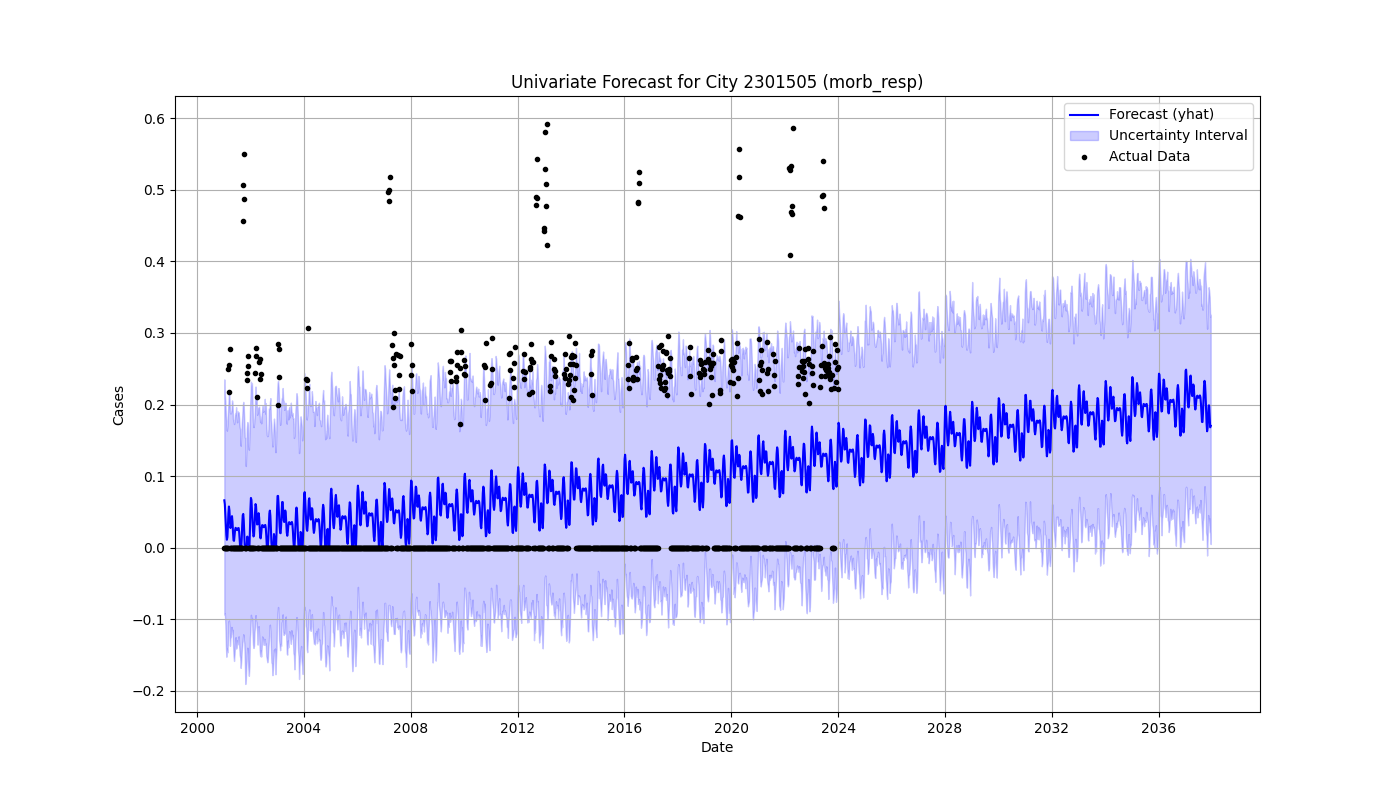 Univariate Forecast for City 2301505 (morb_resp)
Forecast (yhat)
Uncertainty Interval
Actual Data
Cases
0.6
0.5
0.4
0.3
0.2
0.1
0.0
−0.1
−0.2
2000 2004 2008 2012 2016 2020 2024 2028 2032 2036
Date